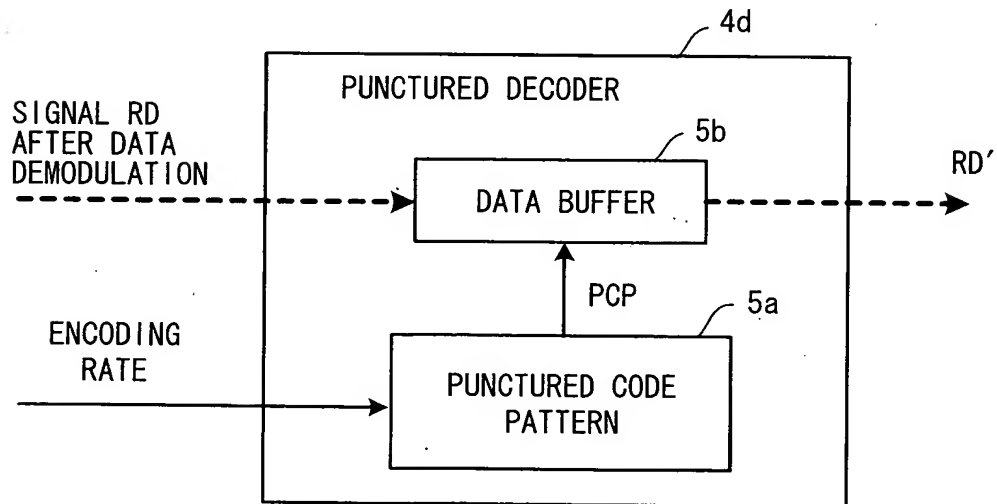 4d
PUNCTURED DECODER
SIGNAL RD
AFTER DATA
DEMODULATION
5b
RD'
DATA BUFFER
PCP
5a
ENCODING
RATE
PUNCTURED CODE
PATTERN